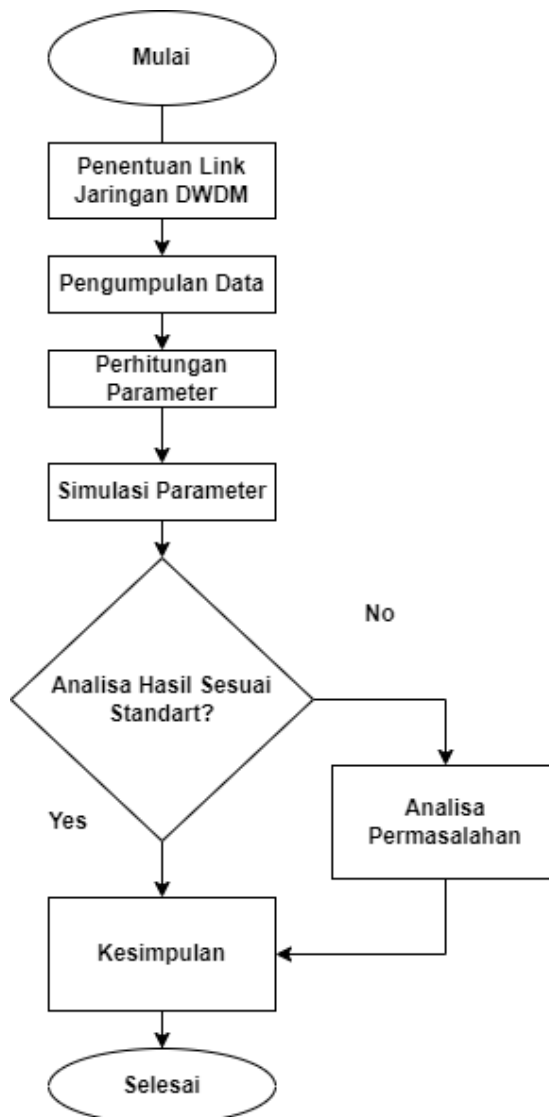 Mulai
Penentuan Link
Jaringan DWDM
Pengumpulan Data
Perhitungan
Parameter
Simulasi Parameter
No
Analisa Hasil Sesuai
Standart?
Analisa
Permasalahan
Yes
Kesimpulan
Selesai